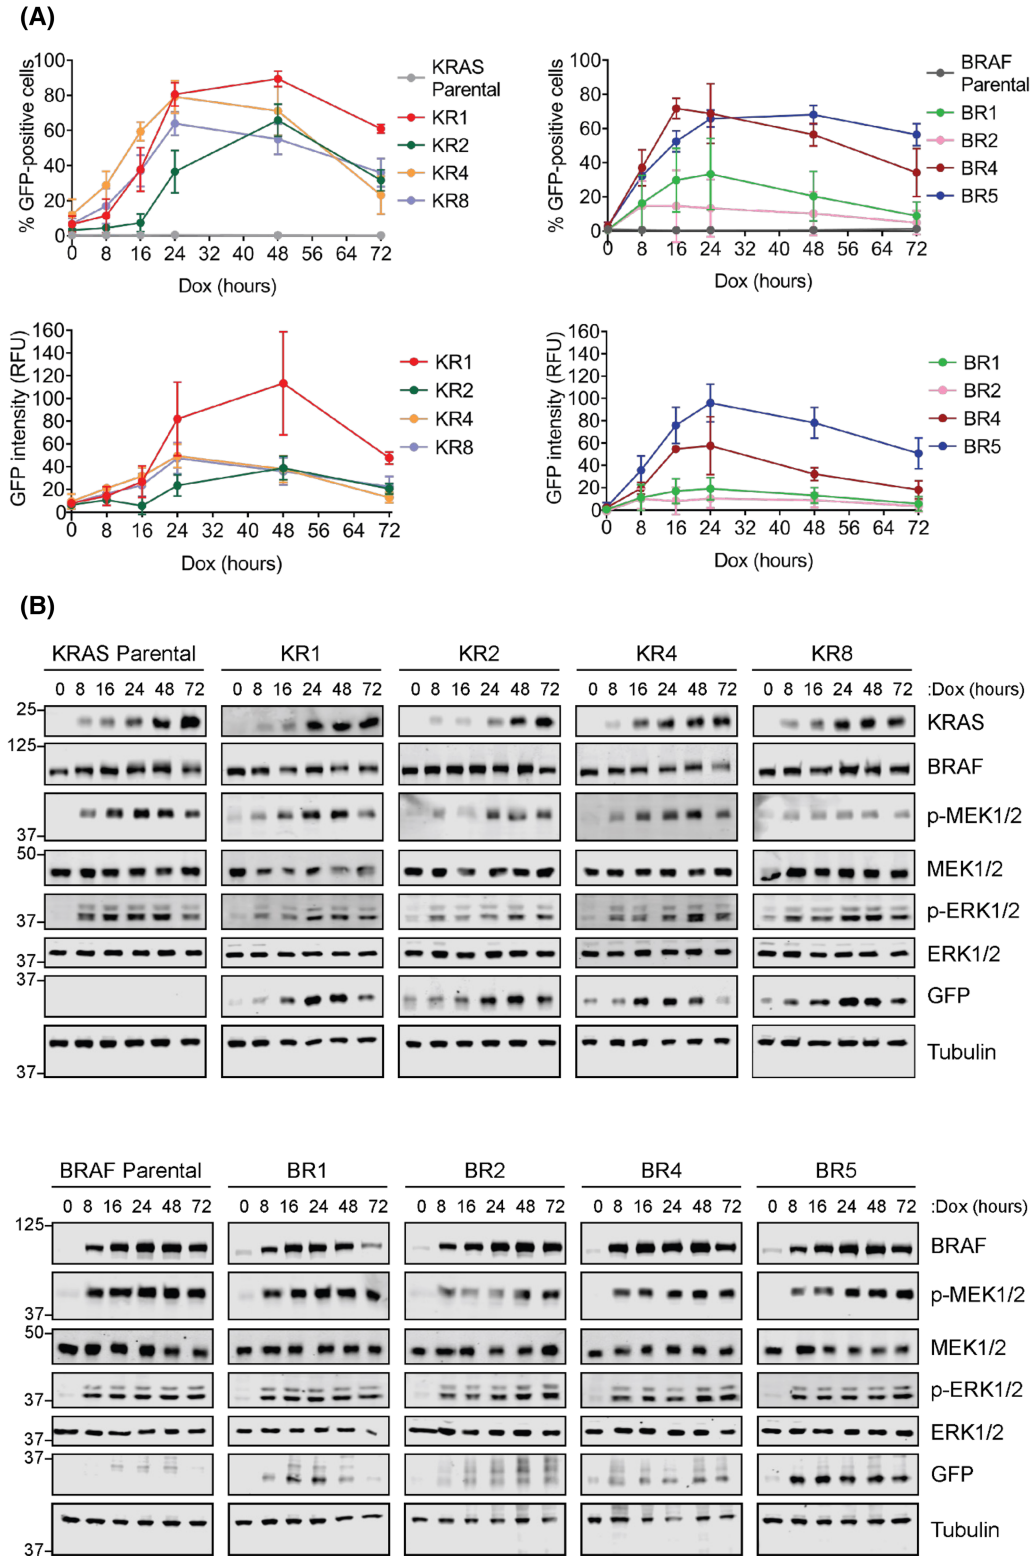 (A)
% GFP-positive cells
100
80
60
40
20
0
0 8 16 24 32 48 56 64 72
Dox (hours)
KRAS
Parental
KR1
KR2
KR4
KR8
% GFP-positive cells
100
80
60
40
20
0
0 8 16 24 32 44 48 56 64 72
Dox (hours)
BRAF
Parental
BR1
BR2
BR4
BR5
GFP intensity (RFU)
160
140
120
100
80
60
40
20
0
0 8 16 24 32 48 56 64 72
Dox (hours)
KR1
KR2
KR4
KR8
GFP intensity (RFU)
160
140
120
100
80
60
40
20
0
0 8 16 24 32 44 48 56 64 72
Dox (hours)
BR1
BR2
BR4
BR5
(B)
KRAS Parental KR1 KR2 KR4 KR8
0 8 16 24 48 72 0 8 16 24 48 72 0 8 16 24 48 72 0 8 16 24 48 72 0 8 16 24 48 72 :Dox (hours)
25 KRAS
125 BRAF
p-MEK1/2
37
50 MEK1/2
p-ERK1/2
37
ERK1/2
37
37 GFP
Tubulin
37
BRAF Parental BR1 BR2 BR4 BR5
0 8 16 24 48 72 0 8 16 24 48 72 0 8 16 24 48 72 0 8 16 24 48 72 0 8 16 24 48 72 :Dox (hours)
125 BRAF
p-MEK1/2
37
50 MEK1/2
p-ERK1/2
37
ERK1/2
37
37 GFP
Tubulin
37